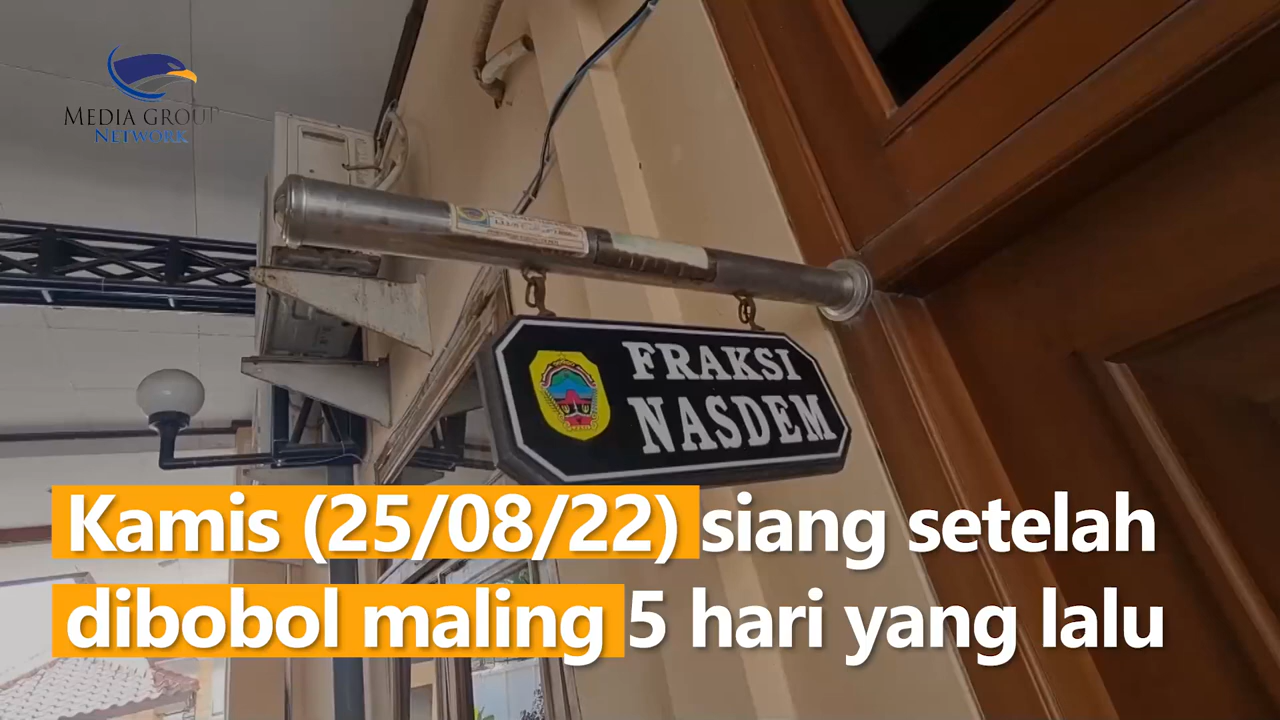 MEDIA GROUP
NETWORK
FRAKSI
NASDEM
Kamis (25/08/22) siang setelah
dibobol maling 5 hari yang lalu